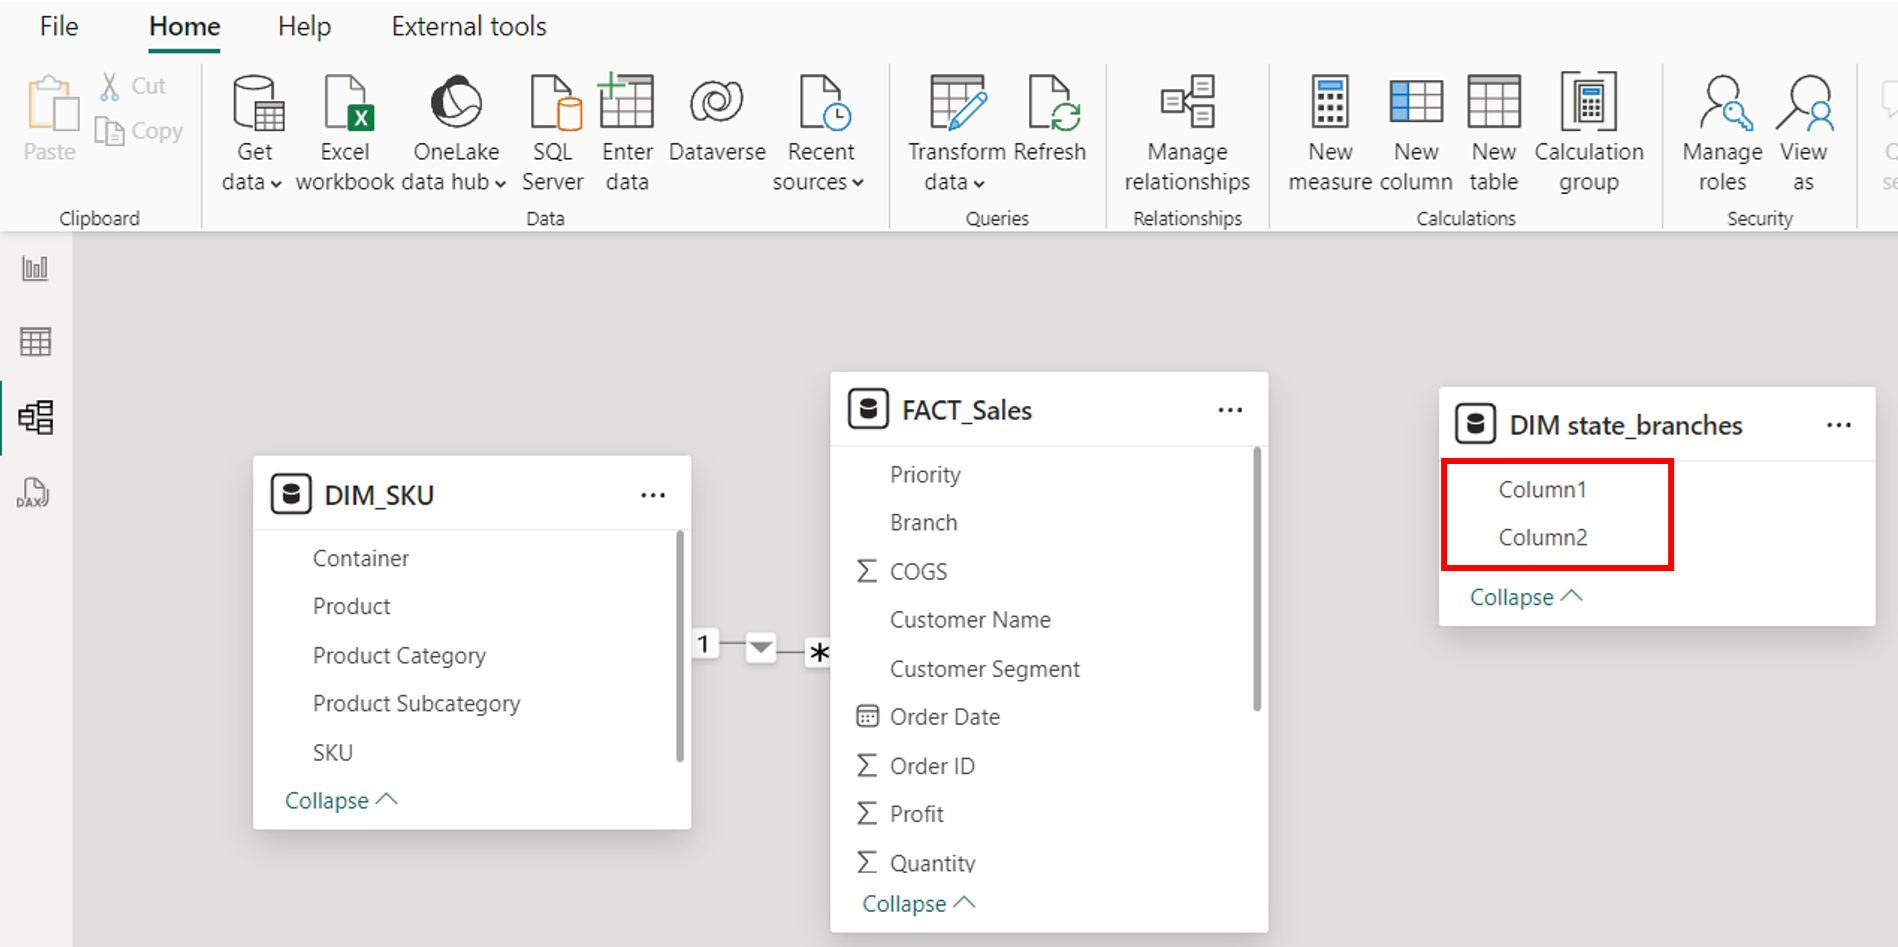 File Home Help External tools
Cut
Copy
Paste
Get data
Excel workbook
OneLake data hub
SQL Server
Enter data
Dataverse
Recent sources
Transform data
Refresh
Manage relationships
New measure
New column
New table
Calculation group
Manage roles
View as
Clipboard Data Queries Relationships Calculations Security
DAX
DIM_SKU
Container
Product
Product Category
Product Subcategory
SKU
Collapse
1
*
FACT_Sales
Priority
Branch
Σ COGS
Customer Name
Customer Segment
Order Date
Σ Order ID
Σ Profit
Σ Quantity
Collapse
DIM state_branches
Column1
Column2
Collapse